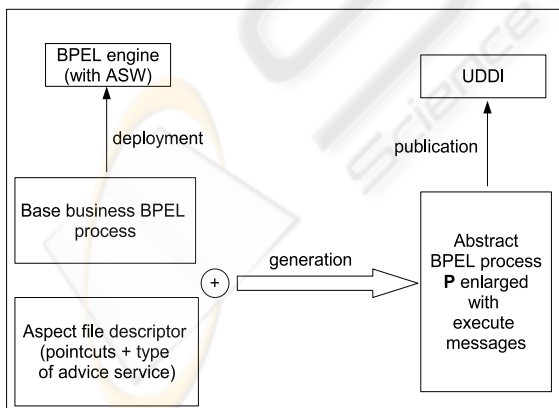 BPEL engine
(with ASW)
UDDI
deployment
publication
Base business BPEL
process
generation
+
Abstract
BPEL process
P enlarged
with
execute
messages
Aspect file descriptor
(pointcuts + type
of advice service)
Science